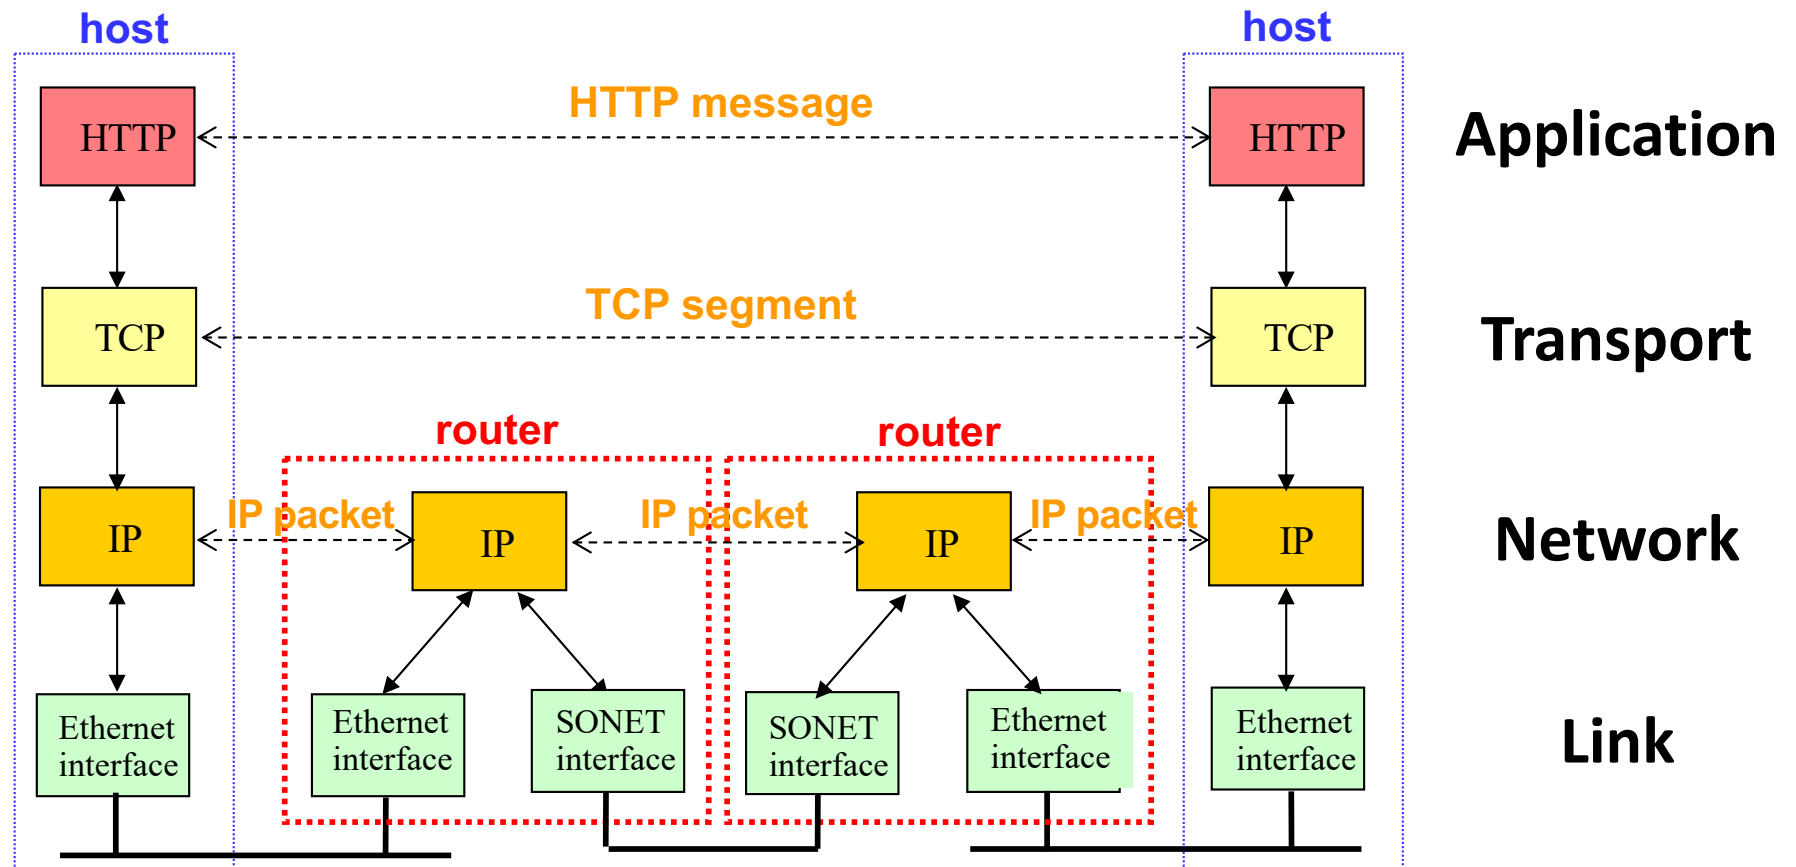 host
host
HTTP message
HTTP
HTTP
Application
TCP segment
TCP
TCP
Transport
router
router
IP packet
IP packet
IP packet
IP
IP
IP
IP
Network
Ethernet
interface
Ethernet
interface
SONET
interface
SONET
interface
Ethernet
interface
Ethernet
interface
Link